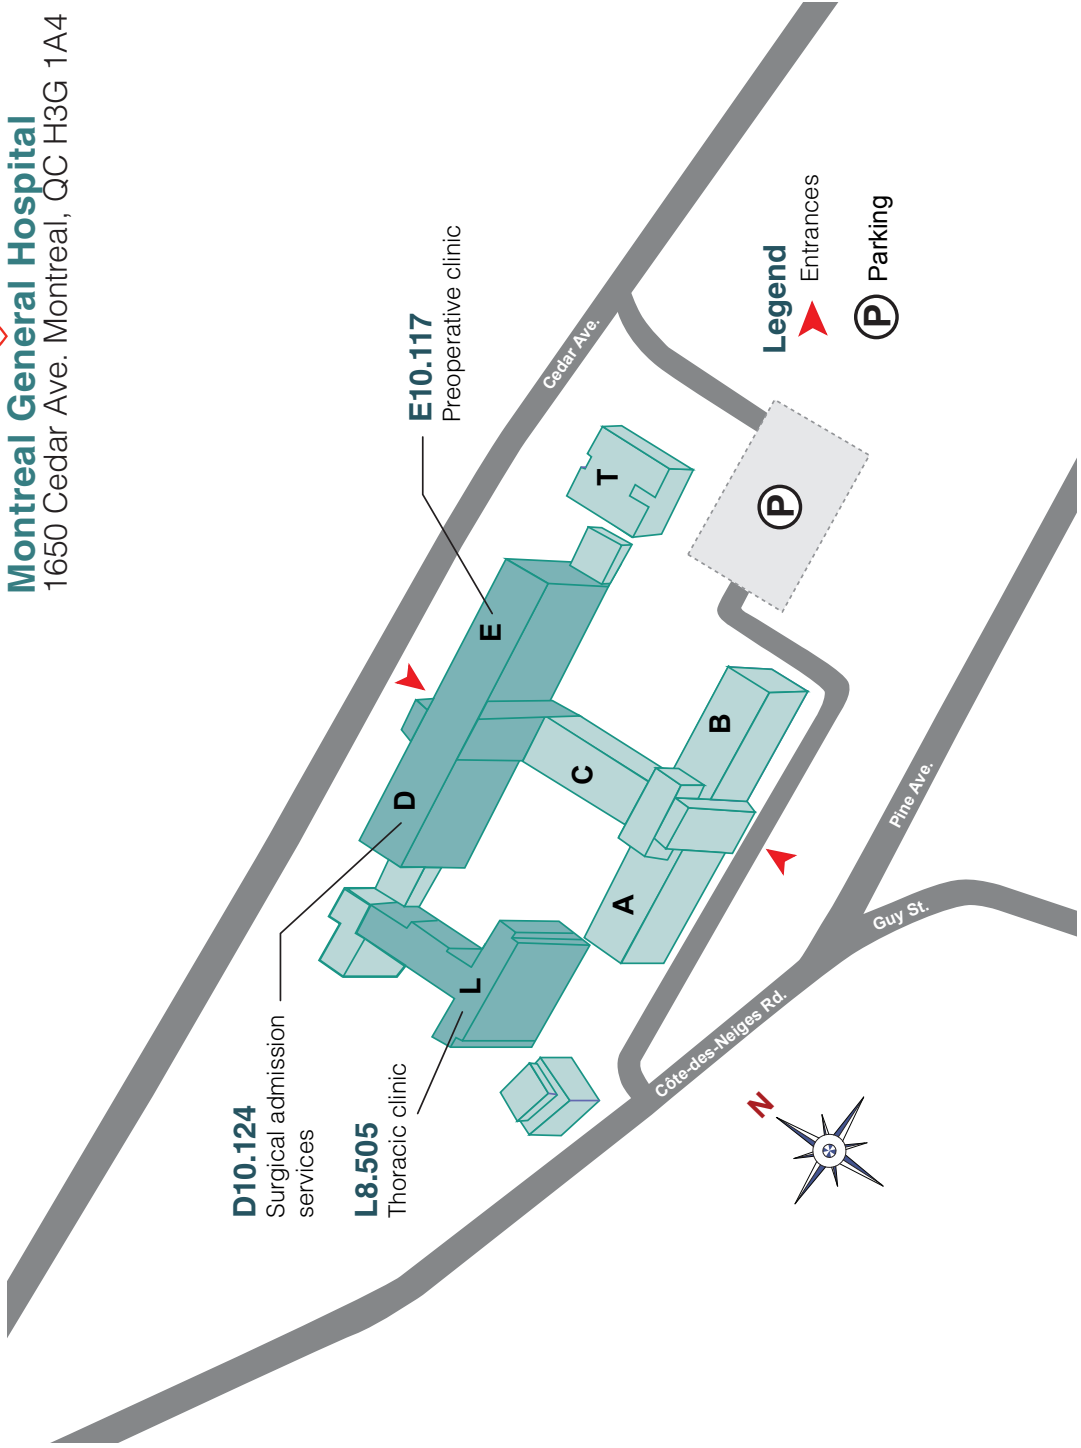 Montreal General Hospital
1650 Cedar Ave. Montreal, QC H3G 1A4
D10.124
Surgical admission
services
L8.505
Thoracic clinic
E10.117
Preoperative clinic
Cedar Ave.
D
E
T
L
C
A
B
P
Côte-des-Neiges Rd.
Guy St.
Pine Ave.
N
Legend
Entrances
P Parking